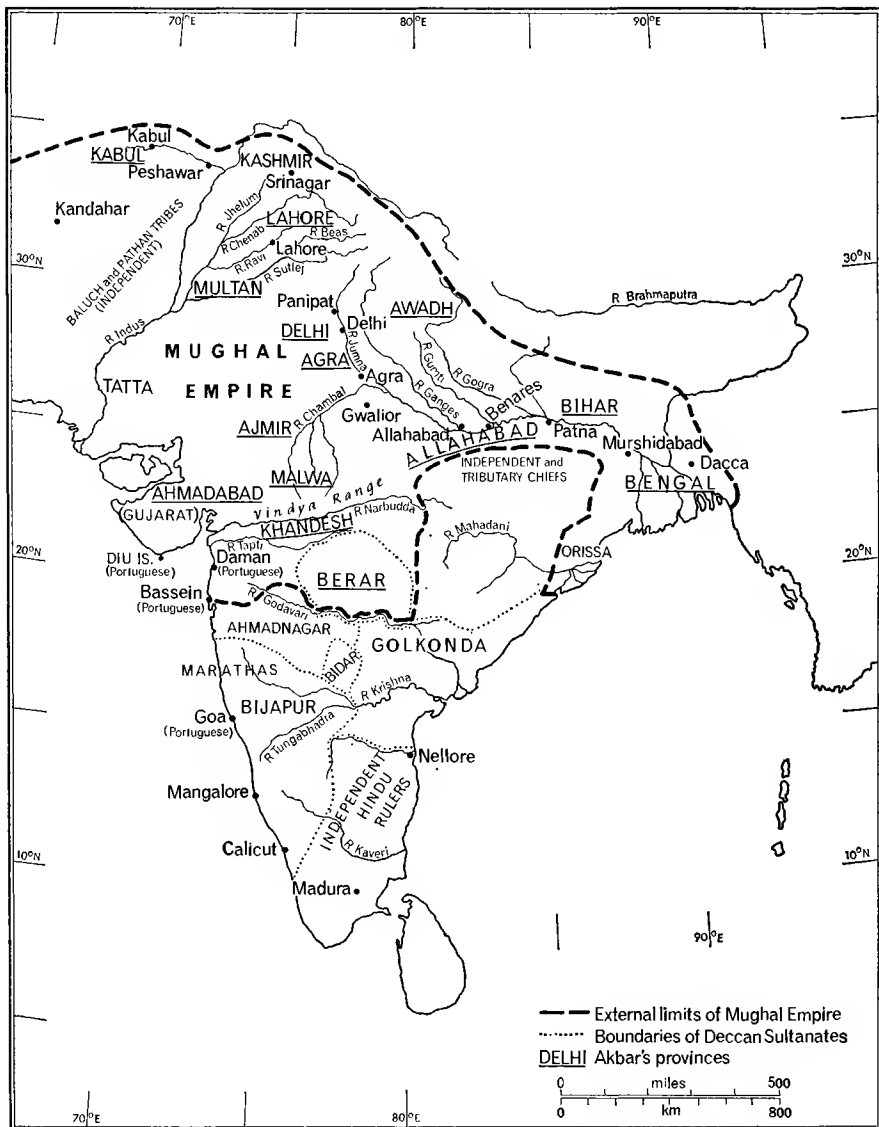 70°E
80°E
90°E
Kabul
KABUL
Peshawar
KASHMIR
Srinagar
Kandahar
R Jhelum
LAHORE
R Chenab
R Beas
Lahore
R. Ravi
R Sutlej
30°N
30°N
BALUCH and PATHAN TRIBES
(INDEPENDENT)
MULTAN
Panipat
AWADH
R Brahmaputra
R Indus
DELHI
Delhi
MUGHAL
EMPIRE
R Jumna
AGRA
Agra
R Gumti
R Gogra
TATTA
R Ganges
Benares
BIHAR
AJMIR
R Chambal
Gwalior
Allahabad
ALLAHABAD
Patna
Murshidabad
Dacca
MALWA
INDEPENDENT and
TRIBUTARY CHIEFS
BENGAL
AHMADABAD
(GUJARAT)
Vindya Range
R Narbudda
KHANDESH
R Mahadani
R Tapti
ORISSA
20°N
20°N
DIU IS.
(Portuguese)
Daman
(Portuguese)
BERAR
Bassein
(Portuguese)
R. Godavari
AHMADNAGAR
GOLKONDA
MARATHAS
BIDAR
R Krishna
BIJAPUR
Goa
(Portuguese)
R Tungabhadra
Nellore
INDEPENDENT
HINDU
RULERS
Mangalore
Calicut
R Kaveri
10°N
10°N
Madura
90°E
External limits of Mughal Empire
Boundaries of Deccan Sultanates
DELHI Akbar's provinces
0 miles 500
0 km 800
70°E
80°E